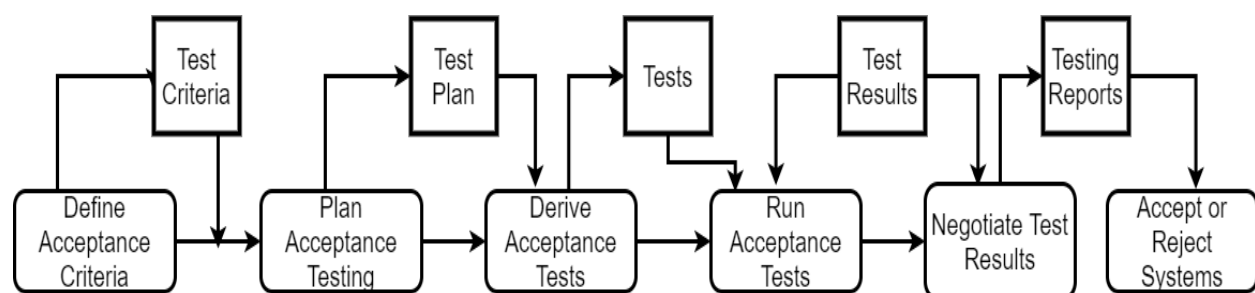 Test
Criteria
Test
Plan
Tests
Test
Results
Testing
Reports
Define
Acceptance
Criteria
Plan
Acceptance
Testing
Derive
Acceptance
Tests
Run
Acceptance
Tests
Negotiate Test
Results
Accept or
Reject
Systems